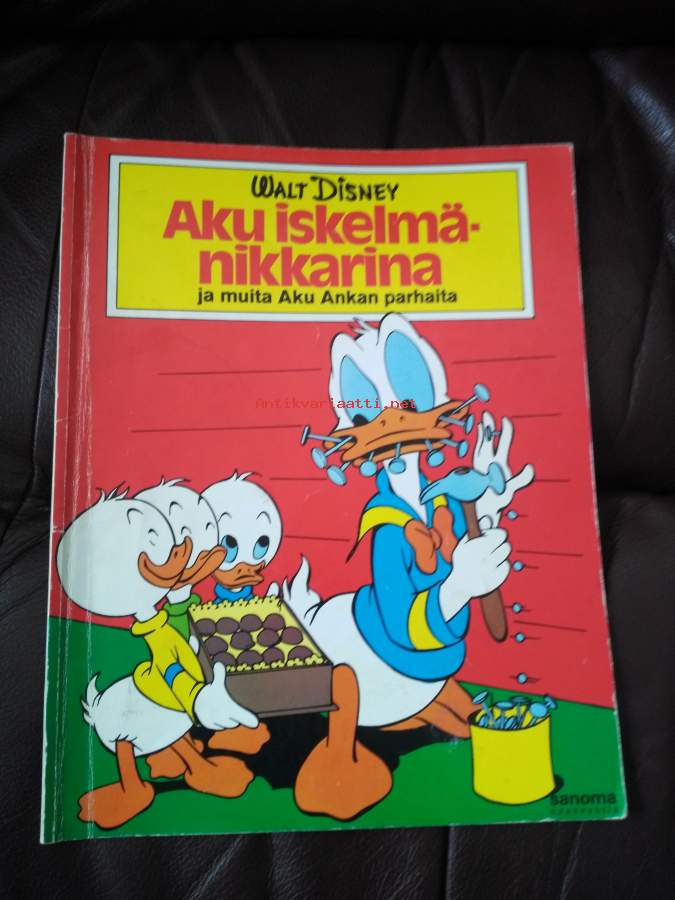 WALT DISNEY
Aku iskelmä-
nikkarina
ja muita Aku Ankan parhaita
Antikvariaatti.net
sanoma